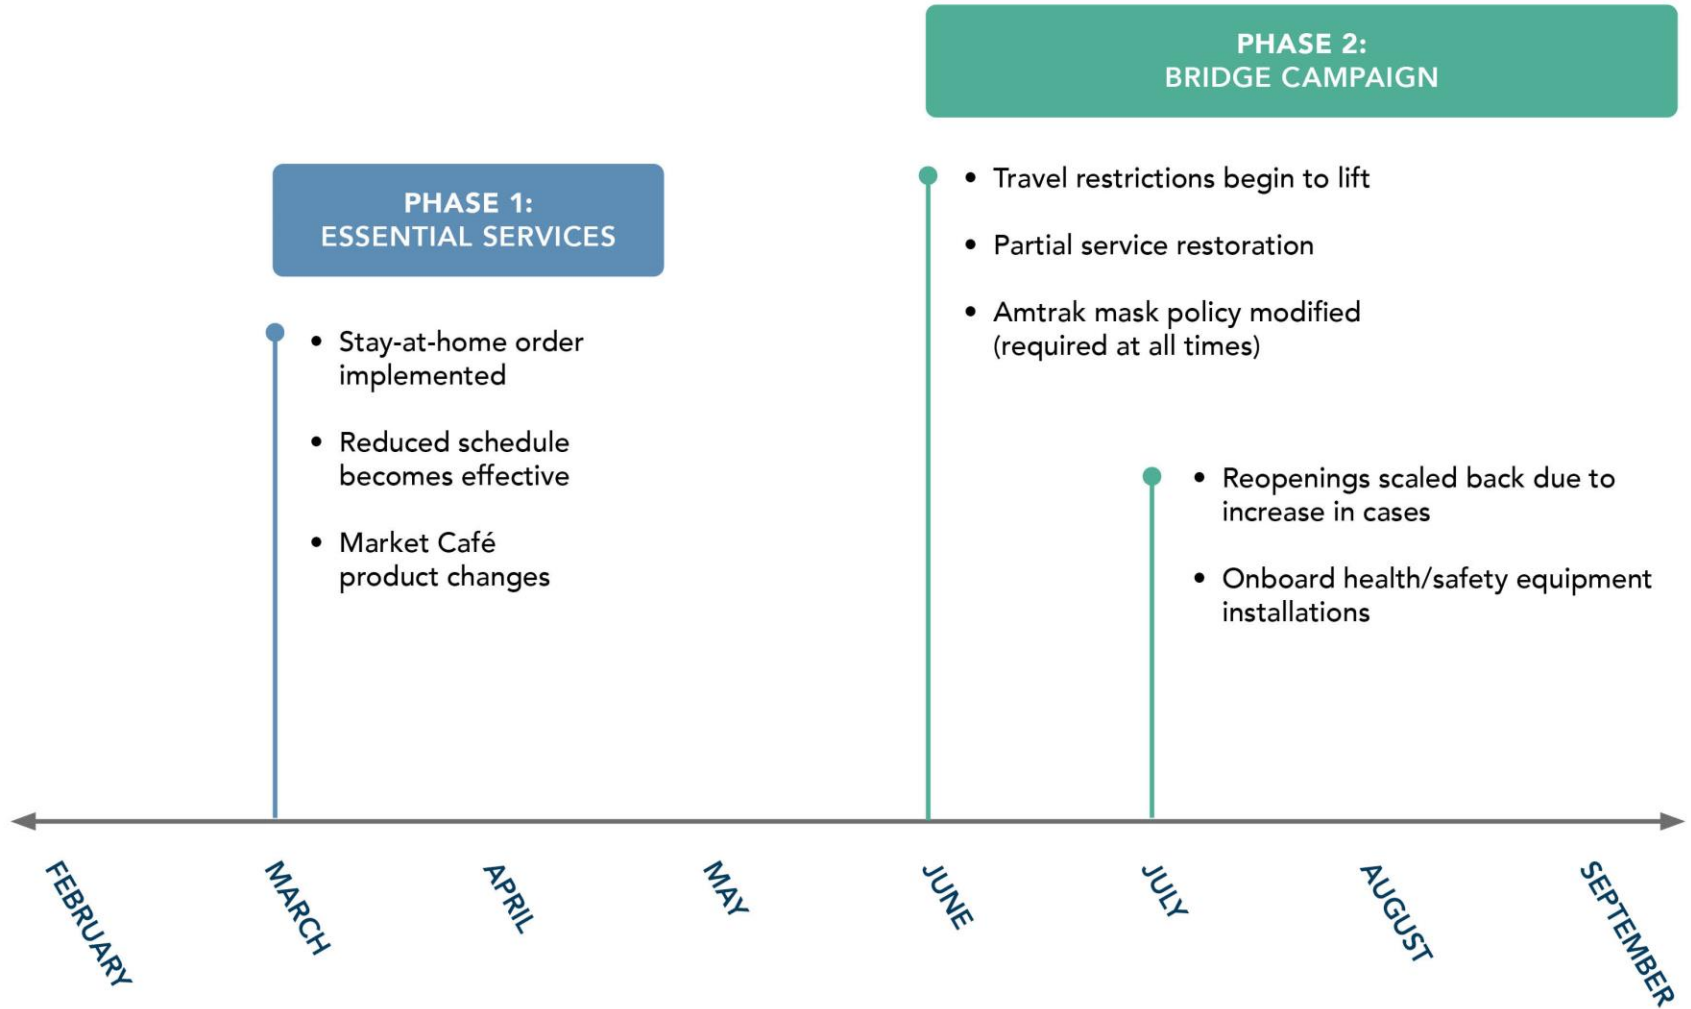 PHASE 2:
BRIDGE CAMPAIGN
PHASE 1:
ESSENTIAL SERVICES
• Stay-at-home order
implemented
• Reduced schedule
becomes effective
• Market Café
product changes
• Travel restrictions begin to lift
• Partial service restoration
• Amtrak mask policy modified
(required at all times)
• Reopenings scaled back due to
increase in cases
• Onboard health/safety equipment
installations
FEBRUARY
MARCH
APRIL
MAY
JUNE
JULY
AUGUST
SEPTEMBER